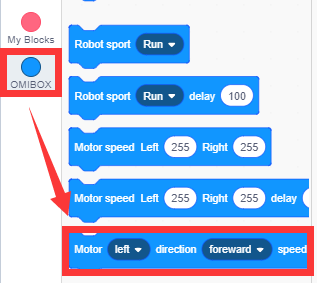 My Blocks
OMIBOX
Robot sport Run
Robot sport Run delay 100
Motor speed Left 255 Right 255
Motor speed Left 255 Right 255 delay
Motor left direction foreward speed